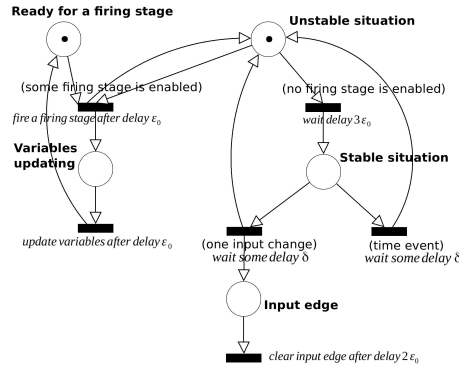 Ready for a firing stage
Unstable situation
(some firing stage is enabled)
(no firing stage is enabled)
fire a firing stage after delay ε₀
wait delay 3ε₀
Variables
updating
Stable situation
update variables after delay ε₀
(one input change)
wait some delay δ
(time event)
wait some delay δ
Input edge
clear input edge after delay 2ε₀